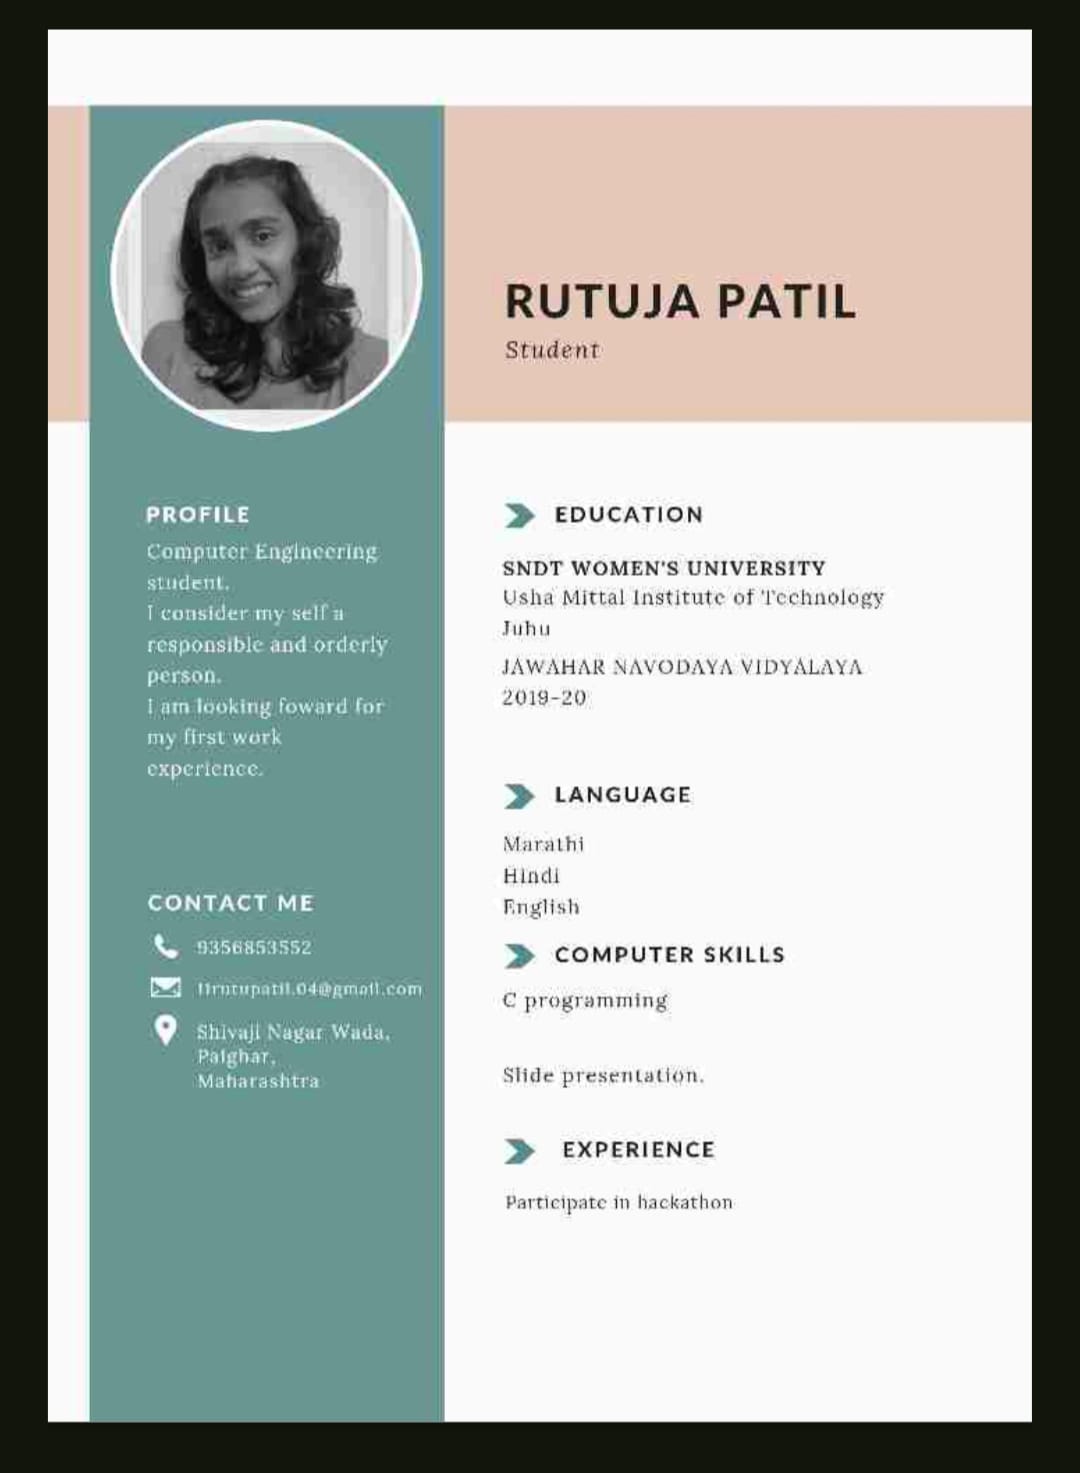 RUTUJA PATIL
Student
PROFILE
Computer Engineering
student.
I consider my self a
responsible and orderly
person.
I am looking foward for
my first work
experience.
CONTACT ME
9356853552
11rutupatil.04@gmail.com
Shivaji Nagar Wada,
Palghar,
Maharashtra
EDUCATION
SNDT WOMEN'S UNIVERSITY
Usha Mittal Institute of Technology
Juhu
JAWAHAR NAVODAYA VIDYALAYA
2019-20
LANGUAGE
Marathi
Hindi
English
COMPUTER SKILLS
C programming
Slide presentation.
EXPERIENCE
Participate in hackathon